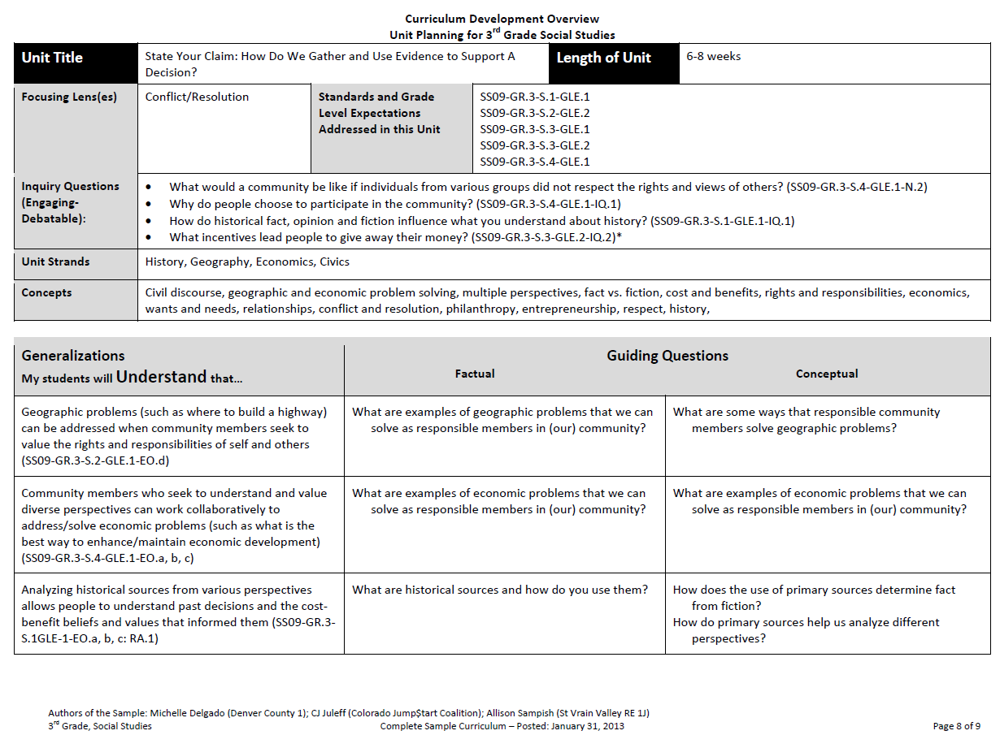 Curriculum Development Overview
Unit Planning for 3rd Grade Social Studies
Unit Title
State Your Claim: How Do We Gather and Use Evidence to Support A
Decision?
Length of Unit
6-8 weeks
Focusing Lens(es)
Conflict/Resolution
Standards and Grade
Level Expectations
Addressed in this Unit
SS09-GR.3-S.1-GLE.1
SS09-GR.3-S.2-GLE.2
SS09-GR.3-S.3-GLE.1
SS09-GR.3-S.3-GLE.2
SS09-GR.3-S.4-GLE.1
Inquiry Questions
(Engaging-
Debatable):
• What would a community be like if individuals from various groups did not respect the rights and views of others? (SS09-GR.3-S.4-GLE.1-N.2)
• Why do people choose to participate in the community? (SS09-GR.3-S.4-GLE.1-IQ.1)
• How do historical fact, opinion and fiction influence what you understand about history? (SS09-GR.3-S.1-GLE.1-IQ.1)
• What incentives lead people to give away their money? (SS09-GR.3-S.3-GLE.2-IQ.2)*
Unit Strands
History, Geography, Economics, Civics
Concepts
Civil discourse, geographic and economic problem solving, multiple perspectives, fact vs. fiction, cost and benefits, rights and responsibilities, economics,
wants and needs, relationships, conflict and resolution, philanthropy, entrepreneurship, respect, history,
Generalizations
My students will Understand that…
Guiding Questions
Factual
Conceptual
Geographic problems (such as where to build a highway)
can be addressed when community members seek to
value the rights and responsibilities of self and others
(SS09-GR.3-S.2-GLE.1-EO.d)
What are examples of geographic problems that we can
solve as responsible members in (our) community?
What are some ways that responsible community
members solve geographic problems?
Community members who seek to understand and value
diverse perspectives can work collaboratively to
address/solve economic problems (such as what is the
best way to enhance/maintain economic development)
(SS09-GR.3-S.4-GLE.1-EO.a, b, c)
What are examples of economic problems that we can
solve as responsible members in (our) community?
What are examples of economic problems that we can
solve as responsible members in (our) community?
Analyzing historical sources from various perspectives
allows people to understand past decisions and the cost-
benefit beliefs and values that informed them (SS09-GR.3-
S.1GLE-1-EO.a, b, c: RA.1)
What are historical sources and how do you use them?
How does the use of primary sources determine fact
from fiction?
How do primary sources help us analyze different
perspectives?
Authors of the Sample: Michelle Delgado (Denver County 1); CJ Juleff (Colorado Jump$tart Coalition); Allison Sampish (St Vrain Valley RE 1J)
3rd Grade, Social Studies
Complete Sample Curriculum – Posted: January 31, 2013
Page 8 of 9